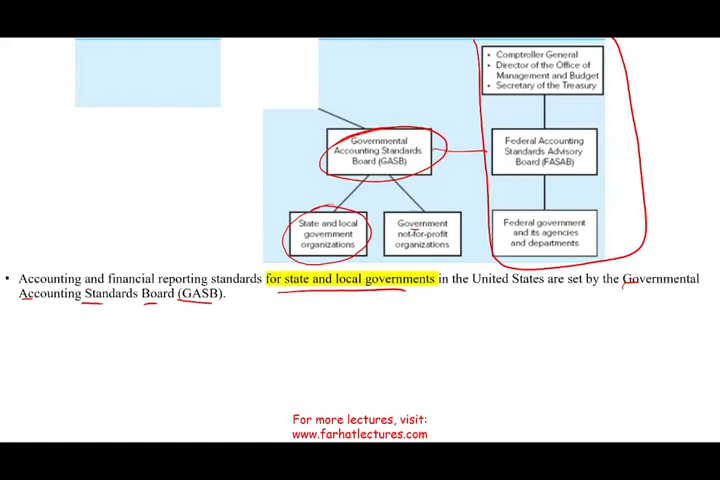 • Comptroller General
• Director of the Office of
Management and Budget
• Secretary of the Treasury
Governmental
Accounting Standards
Board (GASB)
Federal Accounting
Standards Advisory
Board (FASAB)
State and local
government
organizations
Government
not-for-profit
organizations
Federal government
and its agencies
and departments
• Accounting and financial reporting standards for state and local governments in the United States are set by the Governmental
Accounting Standards Board (GASB).
For more lectures, visit:
www.farhatlectures.com